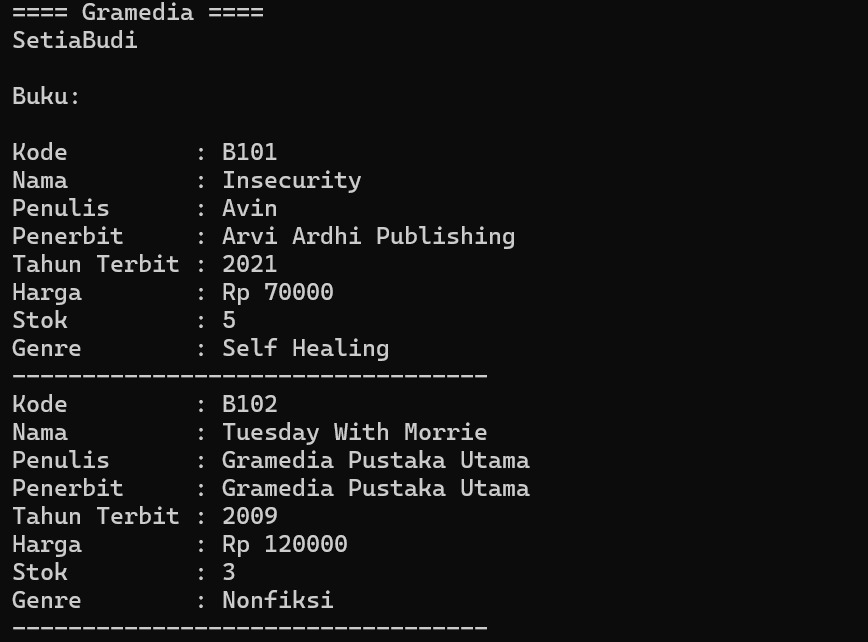 ==== Gramedia ====
SetiaBudi
Buku:
Kode         : B101
Nama         : Insecurity
Penulis      : Avin
Penerbit     : Arvi Ardhi Publishing
Tahun Terbit : 2021
Harga        : Rp 70000
Stok         : 5
Genre        : Self Healing
----------------------------------
Kode         : B102
Nama         : Tuesday With Morrie
Penulis      : Gramedia Pustaka Utama
Penerbit     : Gramedia Pustaka Utama
Tahun Terbit : 2009
Harga        : Rp 120000
Stok         : 3
Genre        : Nonfiksi
----------------------------------